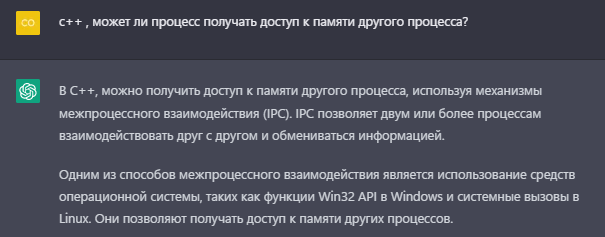 CO
с++ , может ли процесс получать доступ к памяти другого процесса?
В C++, можно получить доступ к памяти другого процесса, используя механизмы
межпроцессного взаимодействия (IPC). IPC позволяет двум или более процессам
взаимодействовать друг с другом и обмениваться информацией.
Одним из способов межпроцессного взаимодействия является использование средств
операционной системы, таких как функции Win32 API в Windows и системные вызовы в
Linux. Они позволяют получать доступ к памяти других процессов.